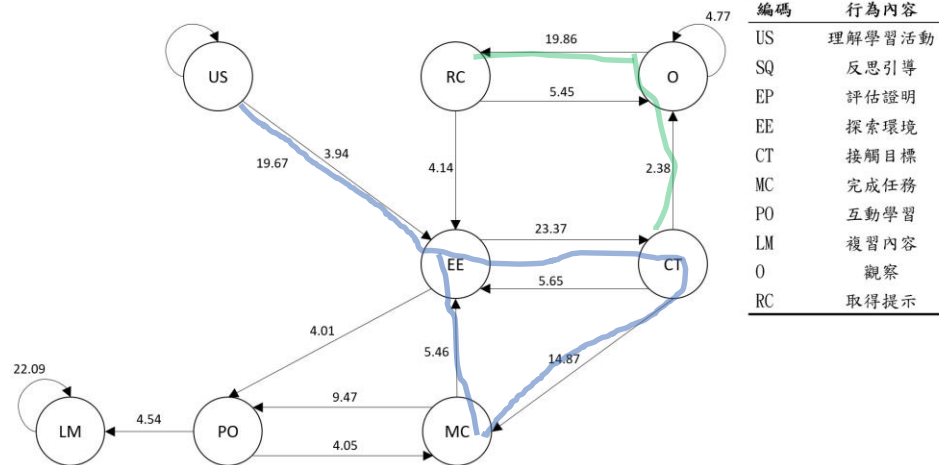 編碼 行為內容
US 理解學習活動
SQ 反思引導
EP 評估證明
EE 探索環境
CT 接觸目標
MC 完成任務
PO 互動學習
LM 複習內容
O 觀察
RC 取得提示
4.77
19.86
US
RC
O
5.45
3.94
19.67
4.14
2.38
23.37
EE
CT
5.65
4.01
5.46
14.87
22.09
9.47
LM
4.54
PO
MC
4.05